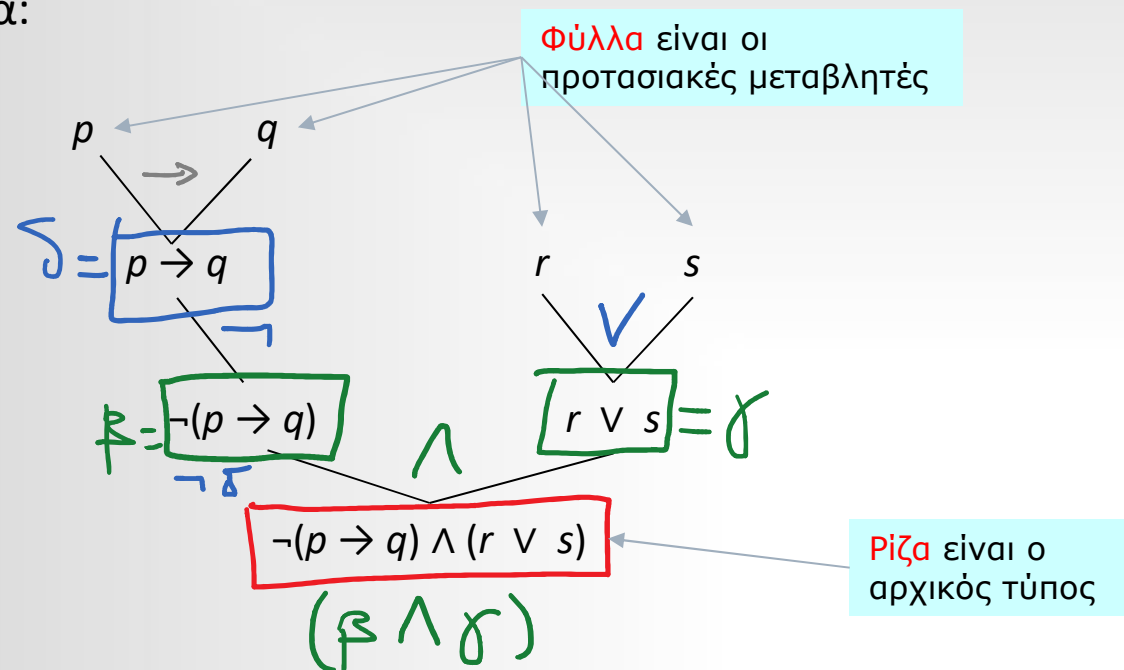 α:
Φύλλα είναι οι
προτασιακές μεταβλητές
p q
→
δ = p → q
r s
¬
∨
β = ¬(p → q)
r ∨ s = γ
¬δ
∧
¬(p → q) ∧ (r ∨ s)
Ρίζα είναι ο
αρχικός τύπος
(β ∧ γ)